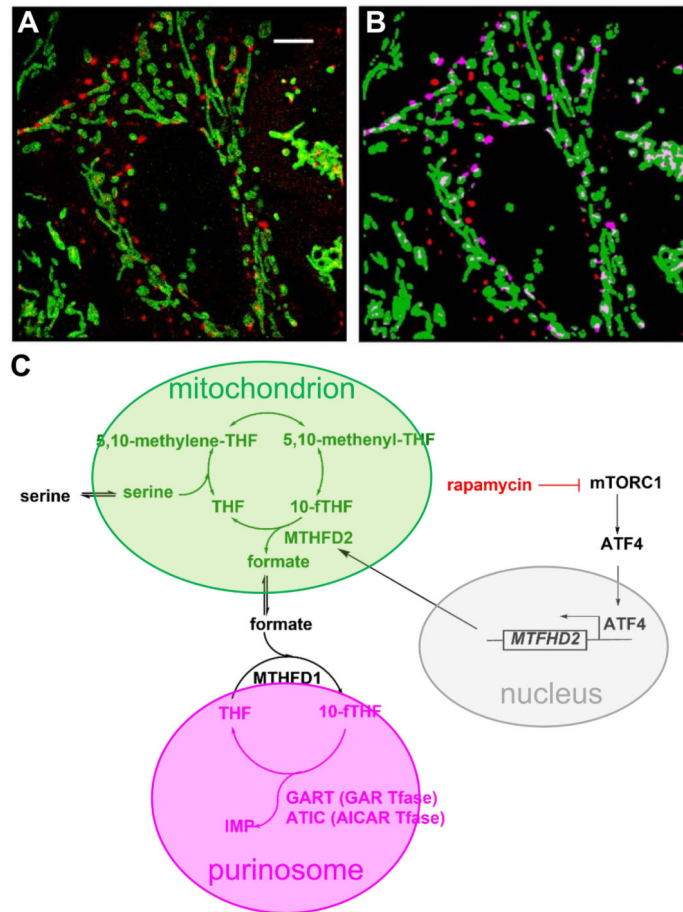 A
B
C
mitochondrion
5,10-methylene-THF
5,10-methenyl-THF
serine
serine
THF
10-fTHF
MTHFD2
formate
formate
MTHFD1
THF
10-fTHF
GART (GAR Tfase)
ATIC (AICAR Tfase)
IMP
purinosome
rapamycin
mTORC1
ATF4
ATF4
MTFHD2
nucleus